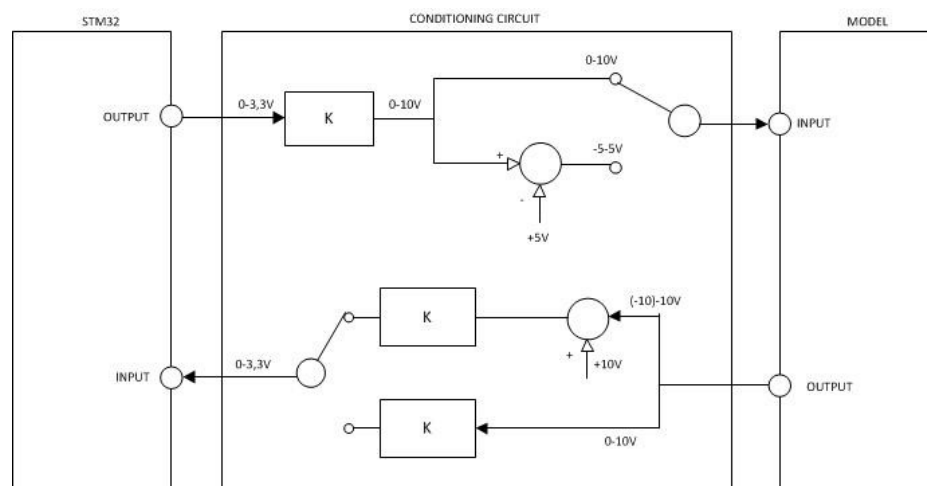 STM32
CONDITIONING CIRCUIT
MODEL
0-10V
0-3,3V
0-10V
OUTPUT
K
INPUT
+
-5-5V
-
+5V
K
(-10)-10V
0-3,3V
+
+10V
INPUT
OUTPUT
K
0-10V